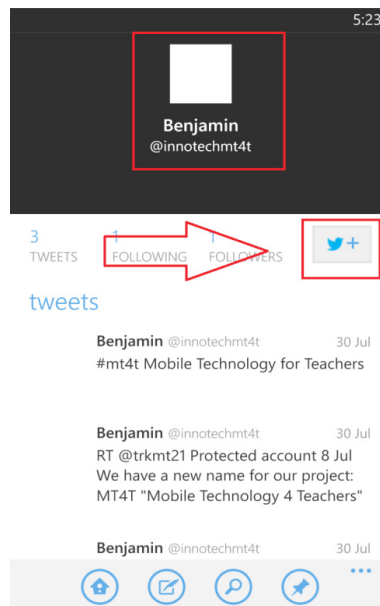 5:23
Benjamin
@innotechmt4t
3
1
1
TWEETS
FOLLOWING
FOLLOWERS
tweets
Benjamin @innotechmt4t 30 Jul
#mt4t Mobile Technology for Teachers
Benjamin @innotechmt4t 30 Jul
RT @trkmt21 Protected account 8 Jul
We have a new name for our project:
MT4T "Mobile Technology 4 Teachers"
Benjamin @innotechmt4t 30 Jul